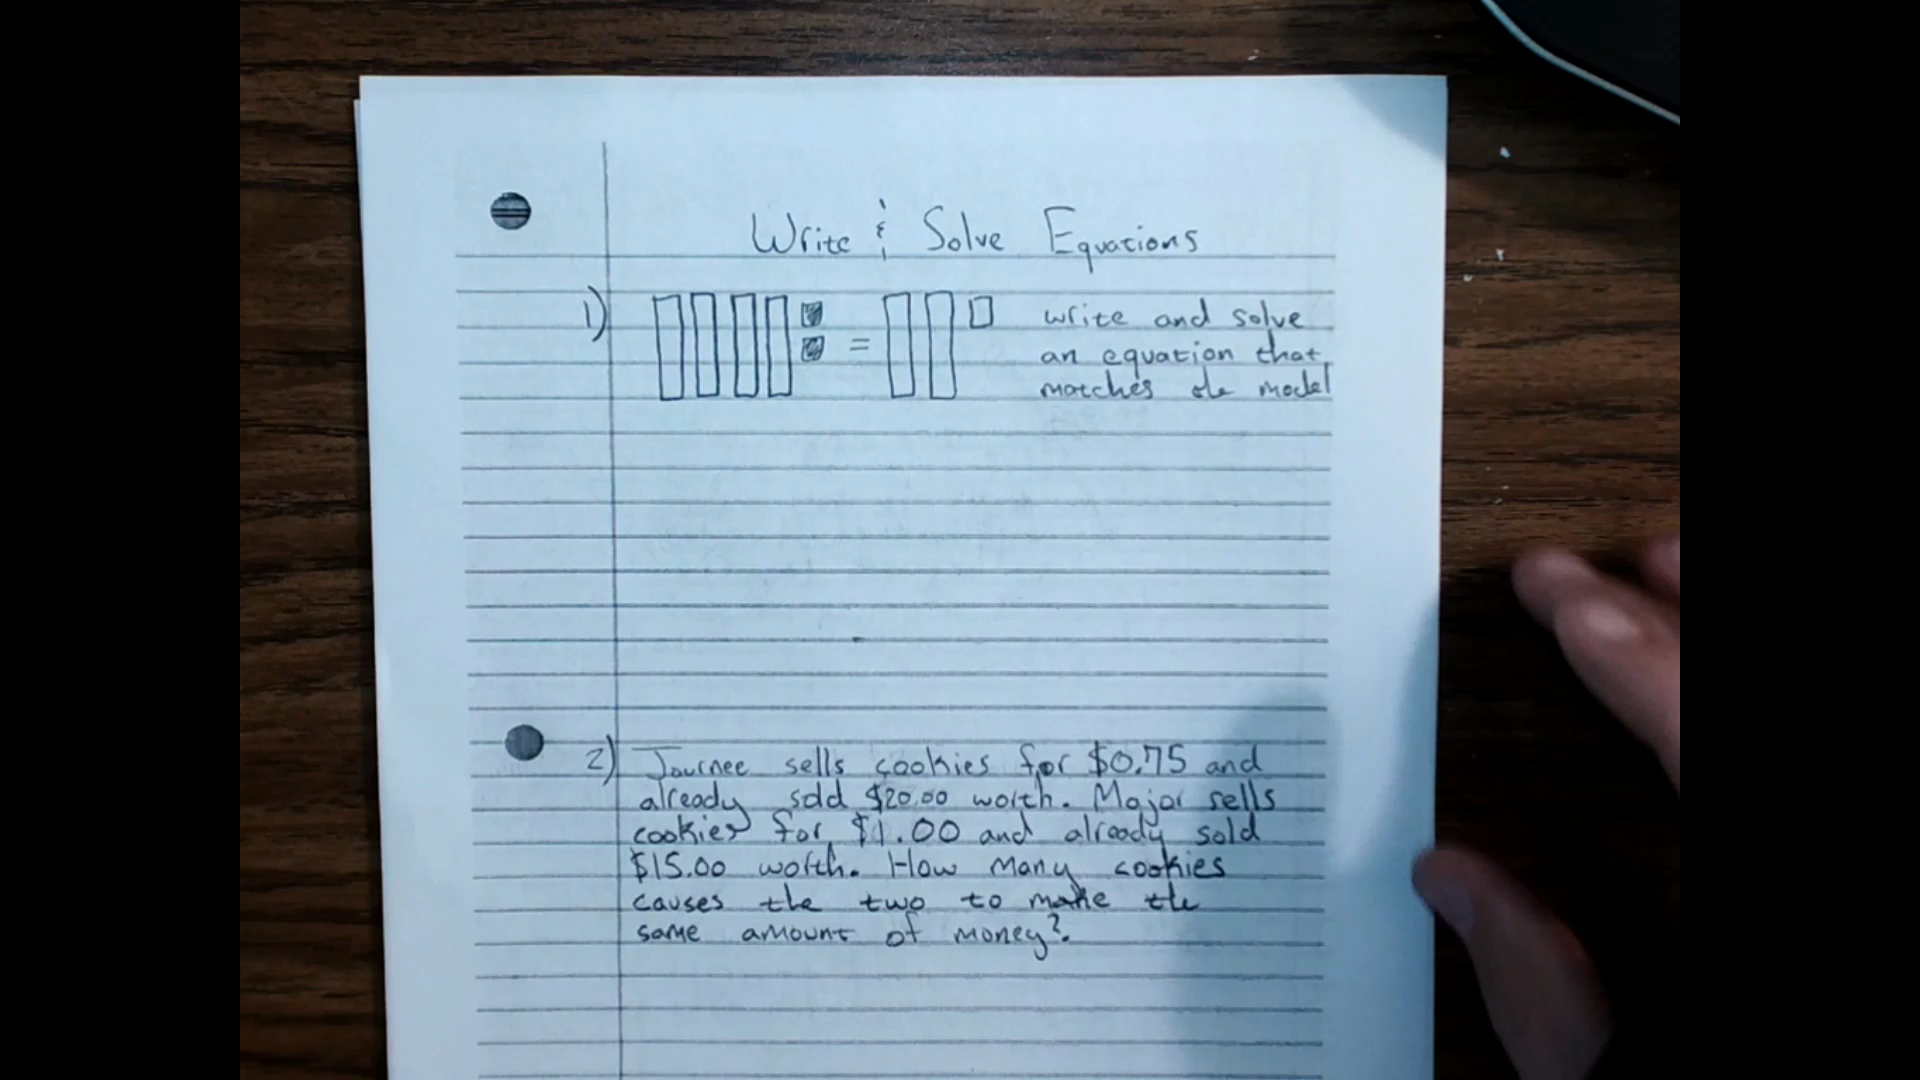 Write & Solve Equations
1) = write and solve
an equation that
matches the model
2) Journee sells cookies for $0.75 and
already sold $20.00 worth. Major sells
cookies for $1.00 and already sold
$15.00 worth. How many cookies
causes the two to make the
same amount of money?